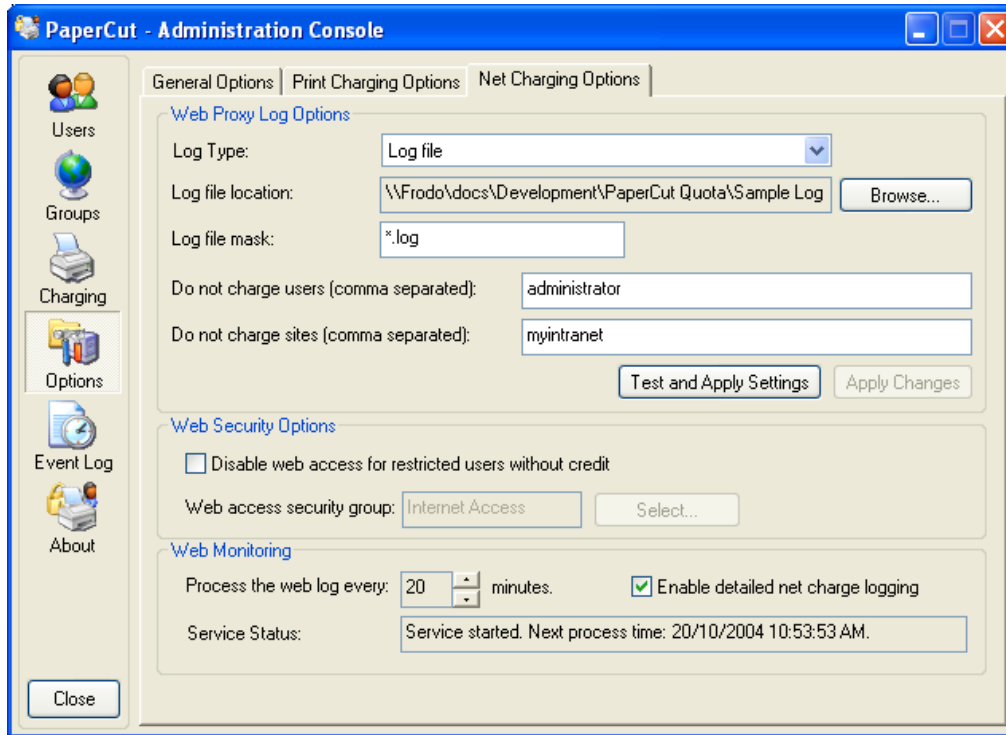 PaperCut - Administration Console
Users
Groups
Charging
Options
Event Log
About
Close
General Options
Print Charging Options
Net Charging Options
Web Proxy Log Options
Log Type: Log file
Log file location: \\Frodo\docs\Development\PaperCut Quota\Sample Log Browse...
Log file mask: *.log
Do not charge users (comma separated): administrator
Do not charge sites (comma separated): myintranet
Test and Apply Settings Apply Changes
Web Security Options
Disable web access for restricted users without credit
Web access security group: Internet Access Select...
Web Monitoring
Process the web log every: 20 minutes. Enable detailed net charge logging
Service Status: Service started. Next process time: 20/10/2004 10:53:53 AM.